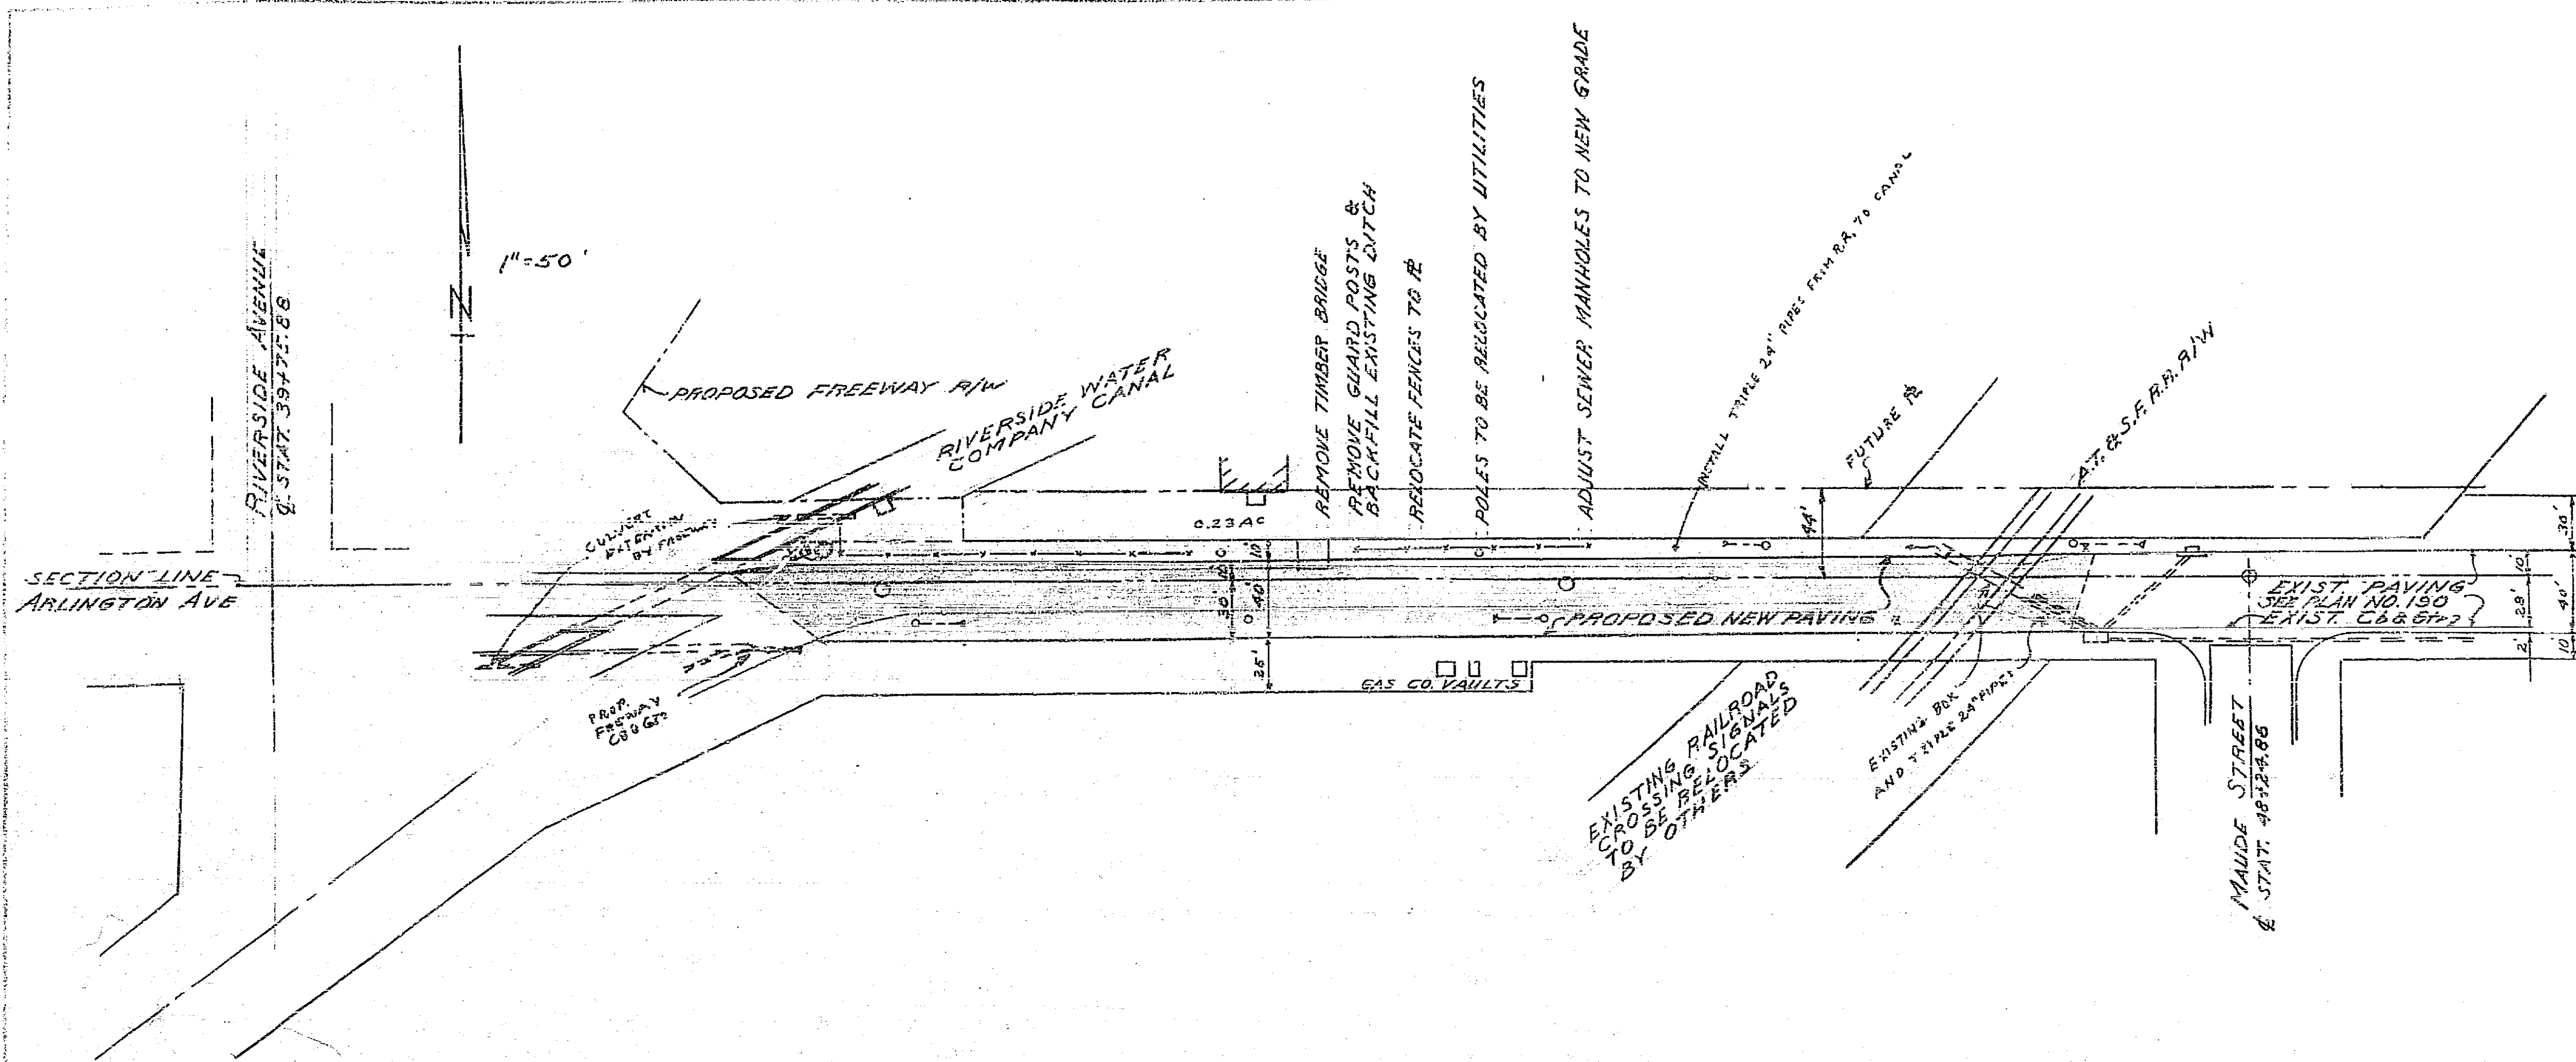 RIVERSIDE AVENUE
℄ STAT. 39+75.88
N
1"=50'
SECTION LINE
ARLINGTON AVE
PROPOSED FREEWAY R/W
RIVERSIDE WATER
COMPANY CANAL
CULVERT
EXTENSION
BY FREEWAY
PROP.
FREEWAY
0.23 AC
10'
10'
30'
40'
25'
REMOVE TIMBER BRIDGE
REMOVE GUARD POSTS &
BACKFILL EXISTING DITCH
RELOCATE FENCES TO ⅊
POLES TO BE RELOCATED BY UTILITIES
ADJUST SEWER MANHOLES TO NEW GRADE
INSTALL TRIPLE 24" PIPES FROM R.R. TO CANAL
FUTURE ⅊
44'
A.T. & S.F. R.R. R/W
PROPOSED NEW PAVING
GAS CO. VAULTS
EXISTING RAILROAD
CROSSING SIGNALS
TO BE RELOCATED
BY OTHERS
EXISTING BOX
AND TRIPLE 24" PIPES
EXIST. PAVING
SEE PLAN NO. 190
EXIST.
MAUDE STREET
℄ STAT. 48+24.86
10'
28'
2'
30'
40'
10